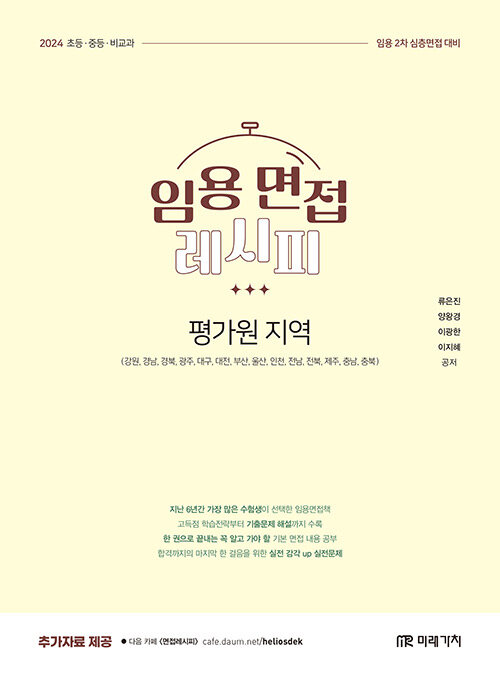 2024 초등·중등·비교과
임용 2차 심층면접 대비
임용 면접
레시피
평가원 지역
(강원, 경남, 경북, 광주, 대구, 대전, 부산, 울산, 인천, 전남, 전북, 제주, 충남, 충북)
류은진
양왕경
이광한
이지혜
공저
지난 6년간 가장 많은 수험생이 선택한 임용면접책
고득점 학습전략부터 기출문제 해설까지 수록
한 권으로 끝내는 꼭 알고 가야 할 기본 면접 내용 공부
합격까지의 마지막 한 걸음을 위한 실전 감각 up 실전문제
추가자료 제공 ● 다음 카페 <면접레시피> cafe.daum.net/heliosdek
미래가치